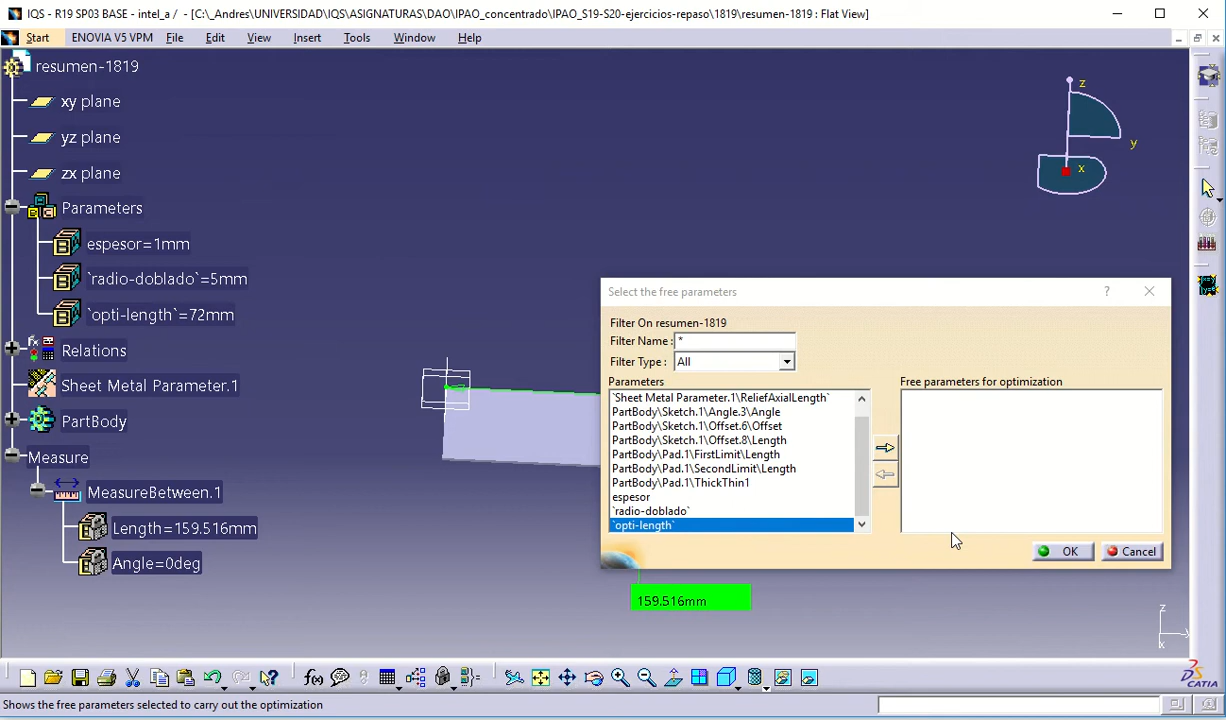 IQS - R19 SP03 BASE - intel_a / - [C:\_Andres\UNIVERSIDAD\IQS\ASIGNATURAS\DAO\IPAO_concentrado\IPAO_S19-S20-ejercicios-repaso\1819\resumen-1819 : Flat View]
Start ENOVIA V5 VPM File Edit View Insert Tools Window Help
resumen-1819
xy plane
yz plane
zx plane
Parameters
espesor=1mm
`radio-doblado`=5mm
`opti-length`=72mm
Relations
Sheet Metal Parameter.1
PartBody
Measure
MeasureBetween.1
Length=159.516mm
Angle=0deg
z
y
x
Select the free parameters
?
Filter On resumen-1819
Filter Name : *
Filter Type : All
Parameters
Free parameters for optimization
`Sheet Metal Parameter.1\ReliefAxialLength`
PartBody\Sketch.1\Angle.3\Angle
PartBody\Sketch.1\Offset.6\Offset
PartBody\Sketch.1\Offset.8\Length
PartBody\Pad.1\FirstLimit\Length
PartBody\Pad.1\SecondLimit\Length
PartBody\Pad.1\ThickThin1
espesor
`radio-doblado`
`opti-length`
OK
Cancel
159.516mm
z
x
CATIA
Shows the free parameters selected to carry out the optimization